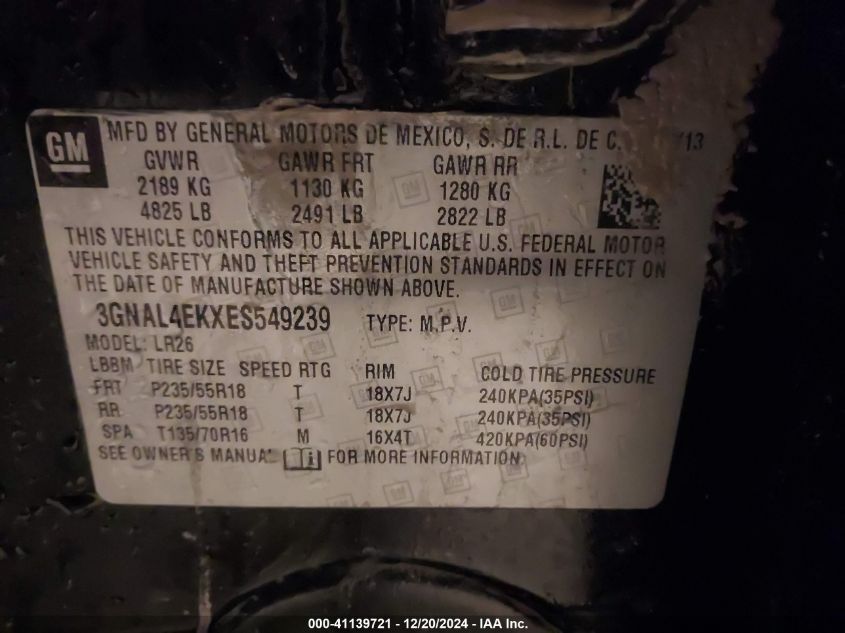 GM
MFD BY GENERAL MOTORS DE MEXICO, S. DE R.L. DE C. /13
GVWR GAWR FRT GAWR RR
2189 KG 1130 KG 1280 KG
4825 LB 2491 LB 2822 LB
THIS VEHICLE CONFORMS TO ALL APPLICABLE U.S. FEDERAL MOTOR
VEHICLE SAFETY AND THEFT PREVENTION STANDARDS IN EFFECT ON
THE DATE OF MANUFACTURE SHOWN ABOVE.
3GNAL4EKXES549239 TYPE: M.P.V.
MODEL: LR26
LBBM TIRE SIZE SPEED RTG RIM COLD TIRE PRESSURE
FRT P235/55R18 T 18X7J 240KPA(35PSI)
RR P235/55R18 T 18X7J 240KPA(35PSI)
SPA T135/70R16 M 16X4T 420KPA(60PSI)
SEE OWNER'S MANUAL FOR MORE INFORMATION
000-41139721 - 12/20/2024 - IAA Inc.